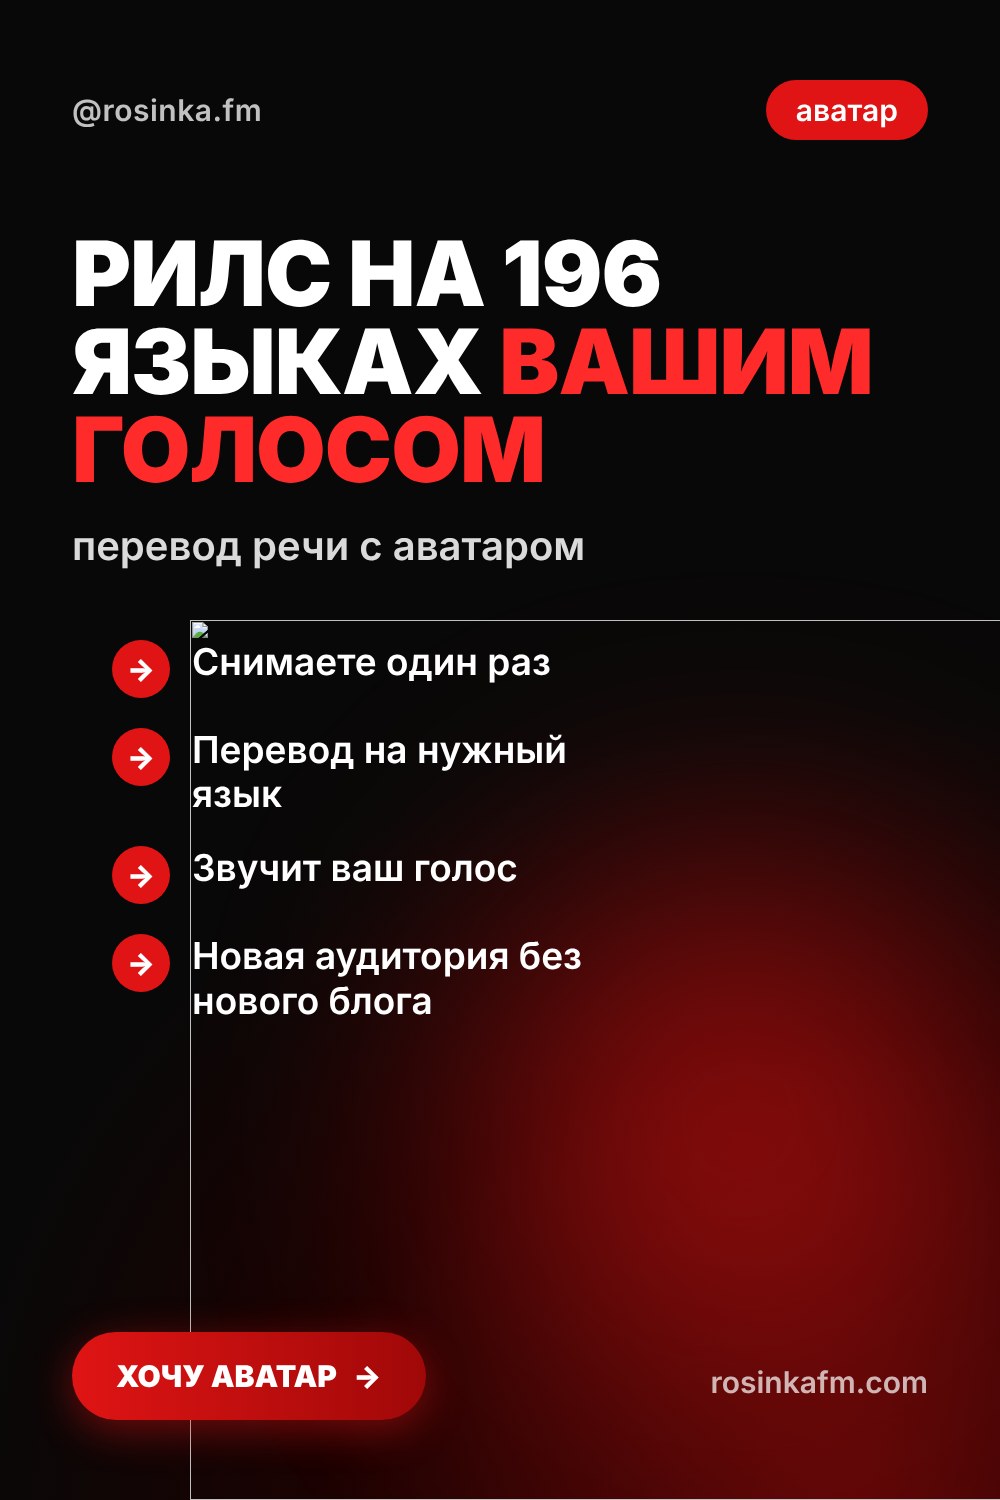 @rosinka.fm
аватар
РИЛС НА 196
ЯЗЫКАХ ВАШИМ
ГОЛОСОМ
перевод речи с аватаром
→ Снимаете один раз
→ Перевод на нужный
язык
→ Звучит ваш голос
→ Новая аудитория без
нового блога
ХОЧУ АВАТАР →
rosinkafm.com